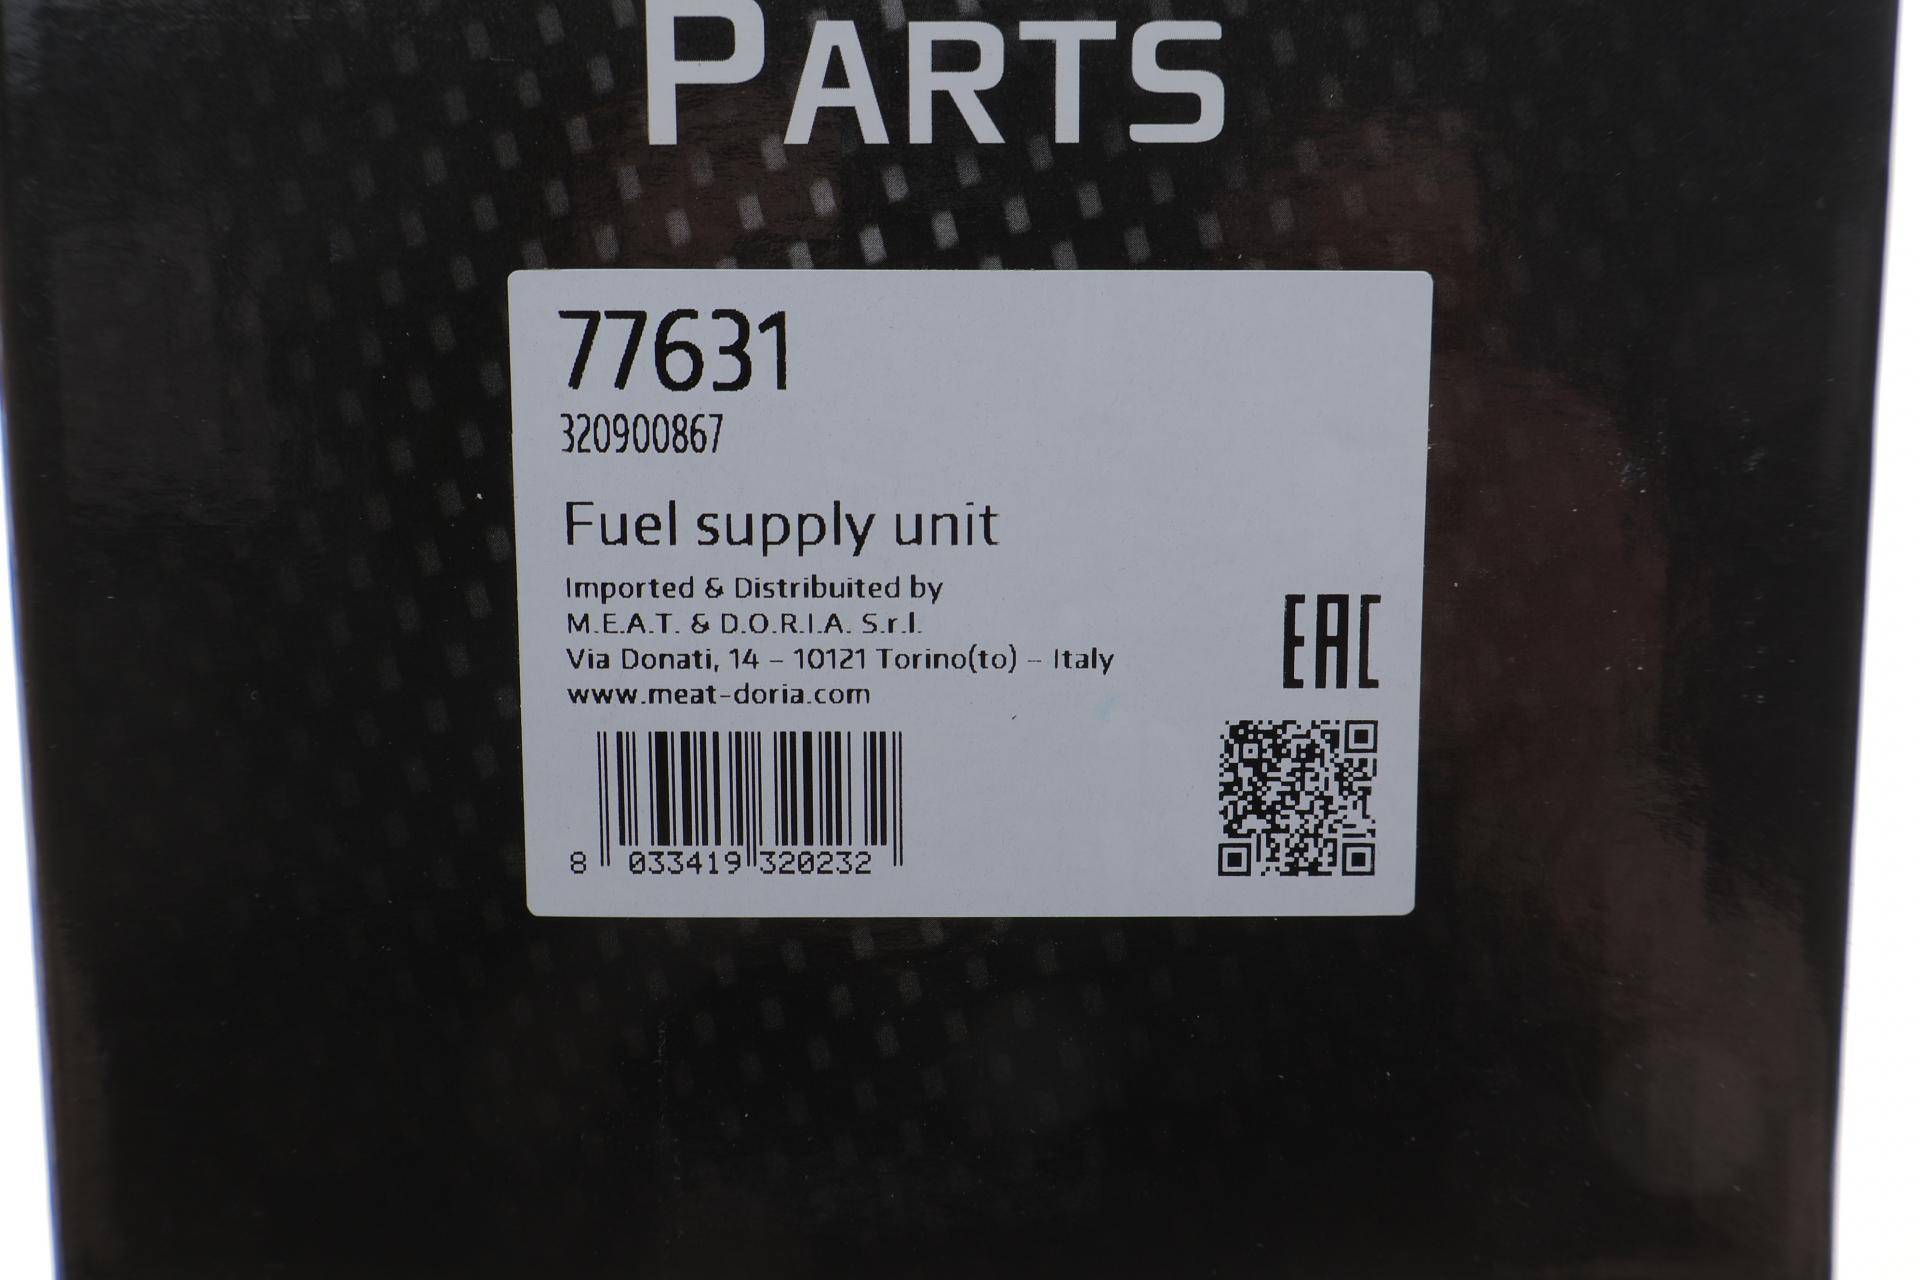 PARTS
77631
320900867
Fuel supply unit
Imported & Distribuited by
M.E.A.T. & D.O.R.I.A. S.r.l.
Via Donati, 14 - 10121 Torino(to) - Italy
www.meat-doria.com
EAC
8 033419 320232